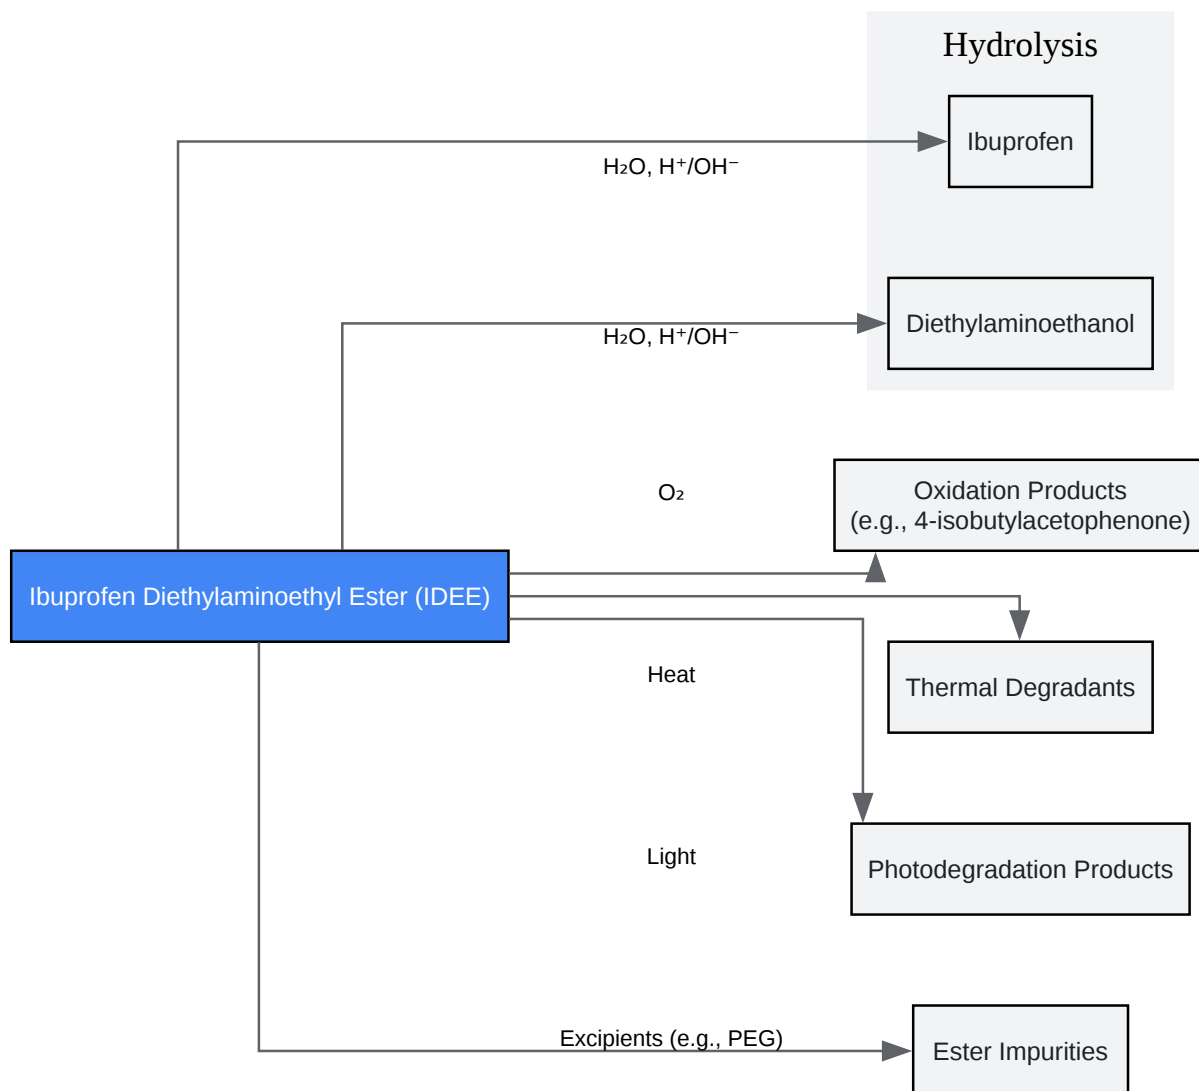 Hydrolysis
Ibuprofen
H₂O, H⁺/OH⁻
Diethylaminoethanol
H₂O, H⁺/OH⁻
O₂
Oxidation Products
(e.g., 4-isobutylacetophenone)
Ibuprofen Diethylaminoethyl Ester (IDEE)
Heat
Thermal Degradants
Light
Photodegradation Products
Excipients (e.g., PEG)
Ester Impurities